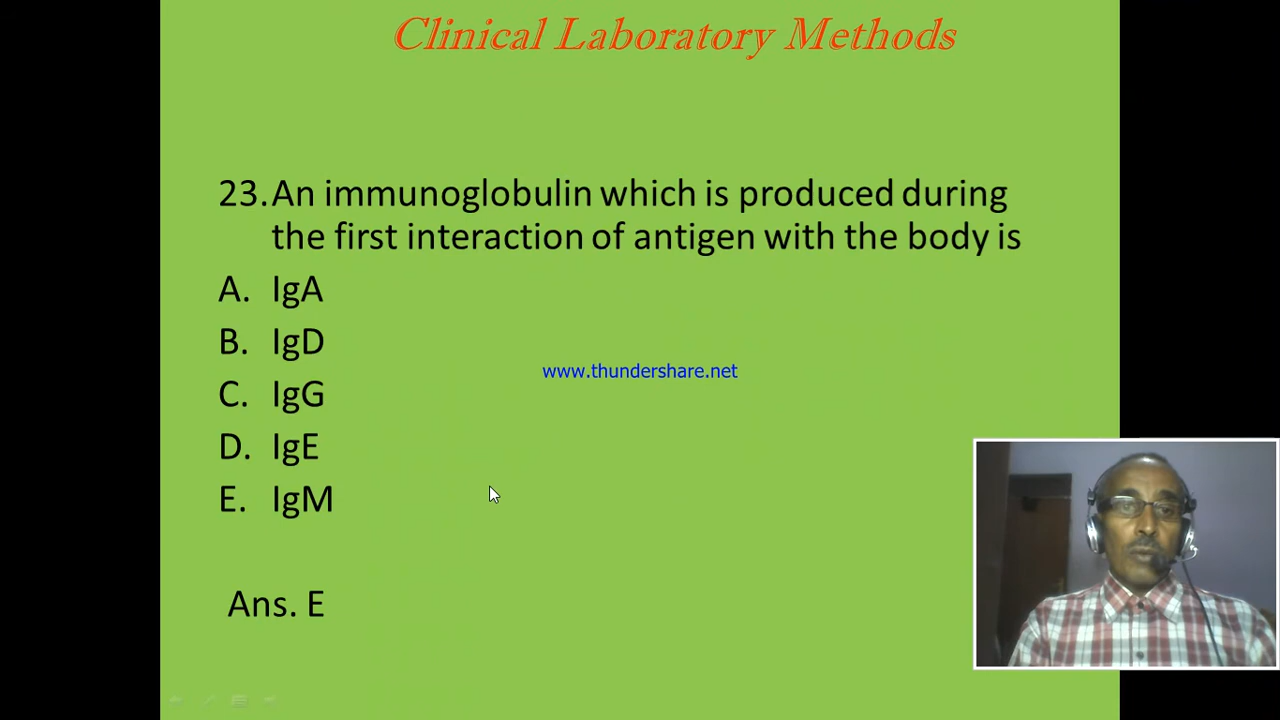 Clinical Laboratory Methods
23. An immunoglobulin which is produced during
the first interaction of antigen with the body is
A. IgA
B. IgD
C. IgG
www.thundershare.net
D. IgE
E. IgM
Ans. E